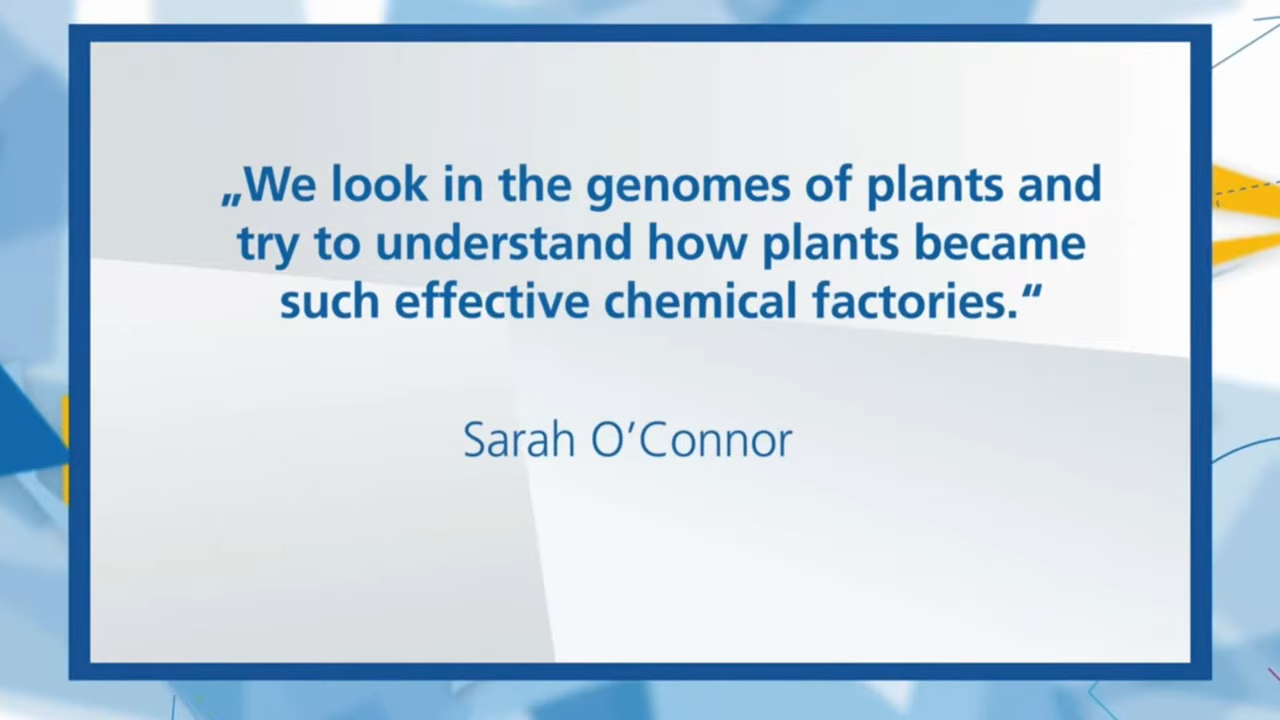 „We look in the genomes of plants and
try to understand how plants became
such effective chemical factories.“
Sarah O’Connor